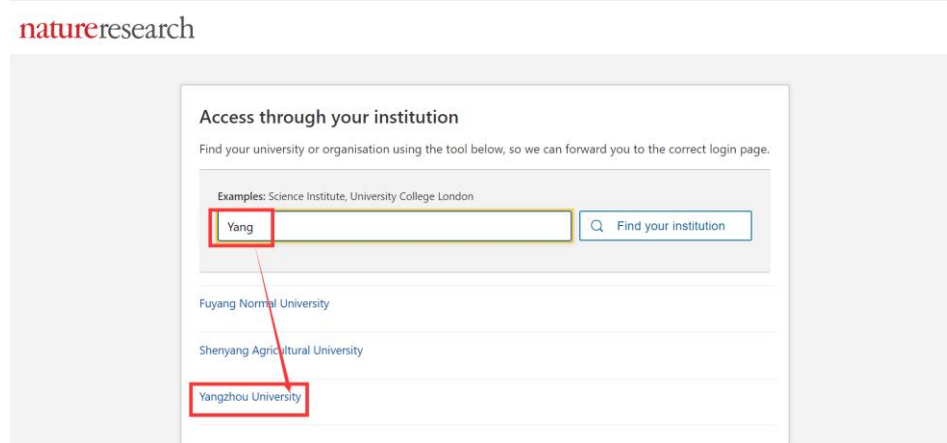 natureresearch
Access through your institution
Find your university or organisation using the tool below, so we can forward you to the correct login page.
Examples: Science Institute, University College London
Yang
Find your institution
Fuyang Normal University
Shenyang Agricultural University
Yangzhou University